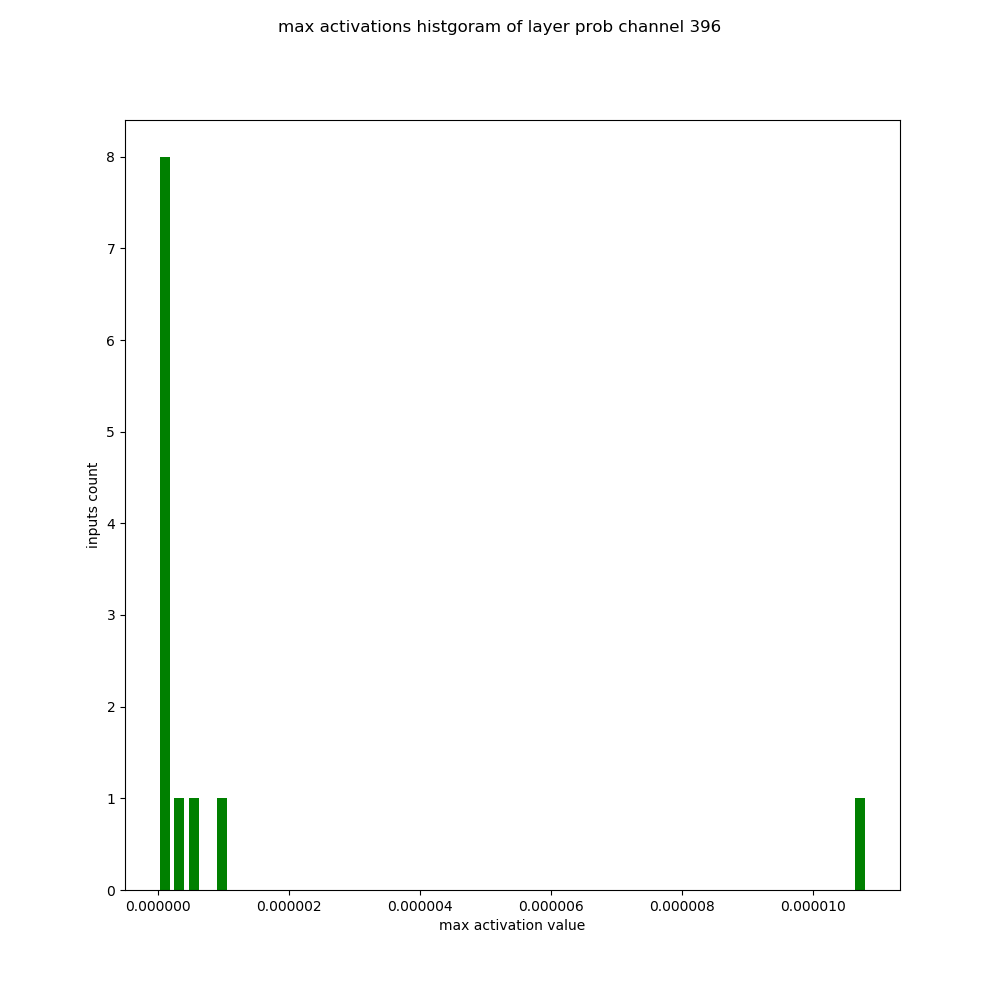 max activations histgoram of layer prob channel 396
8
7
6
5
4
3
2
1
0
inputs count
0.000000 0.000002 0.000004 0.000006 0.000008 0.000010
max activation value